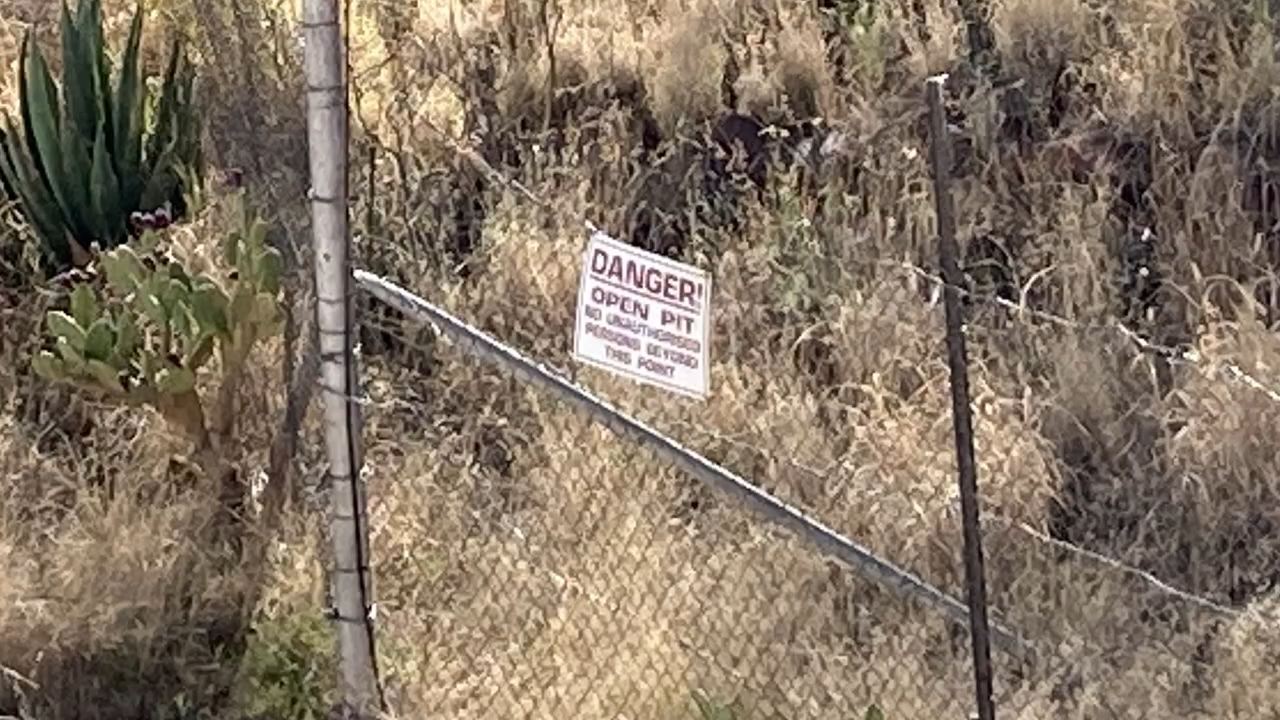 DANGER!
OPEN PIT
NO UNAUTHORISED
PERSONS BEYOND
THIS POINT